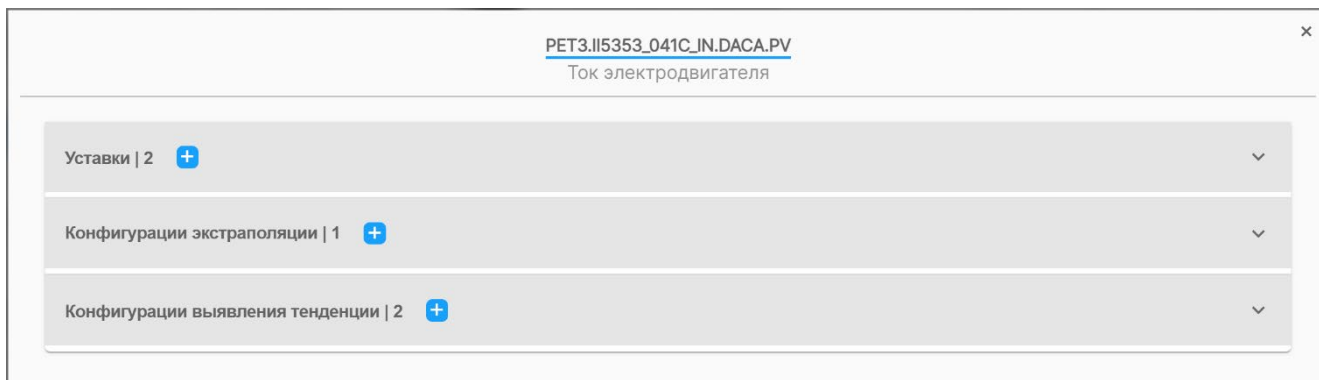 PET3.II5353_041C_IN.DACA.PV
Ток электродвигателя
Уставки | 2
Конфигурации экстраполяции | 1
Конфигурации выявления тенденции | 2